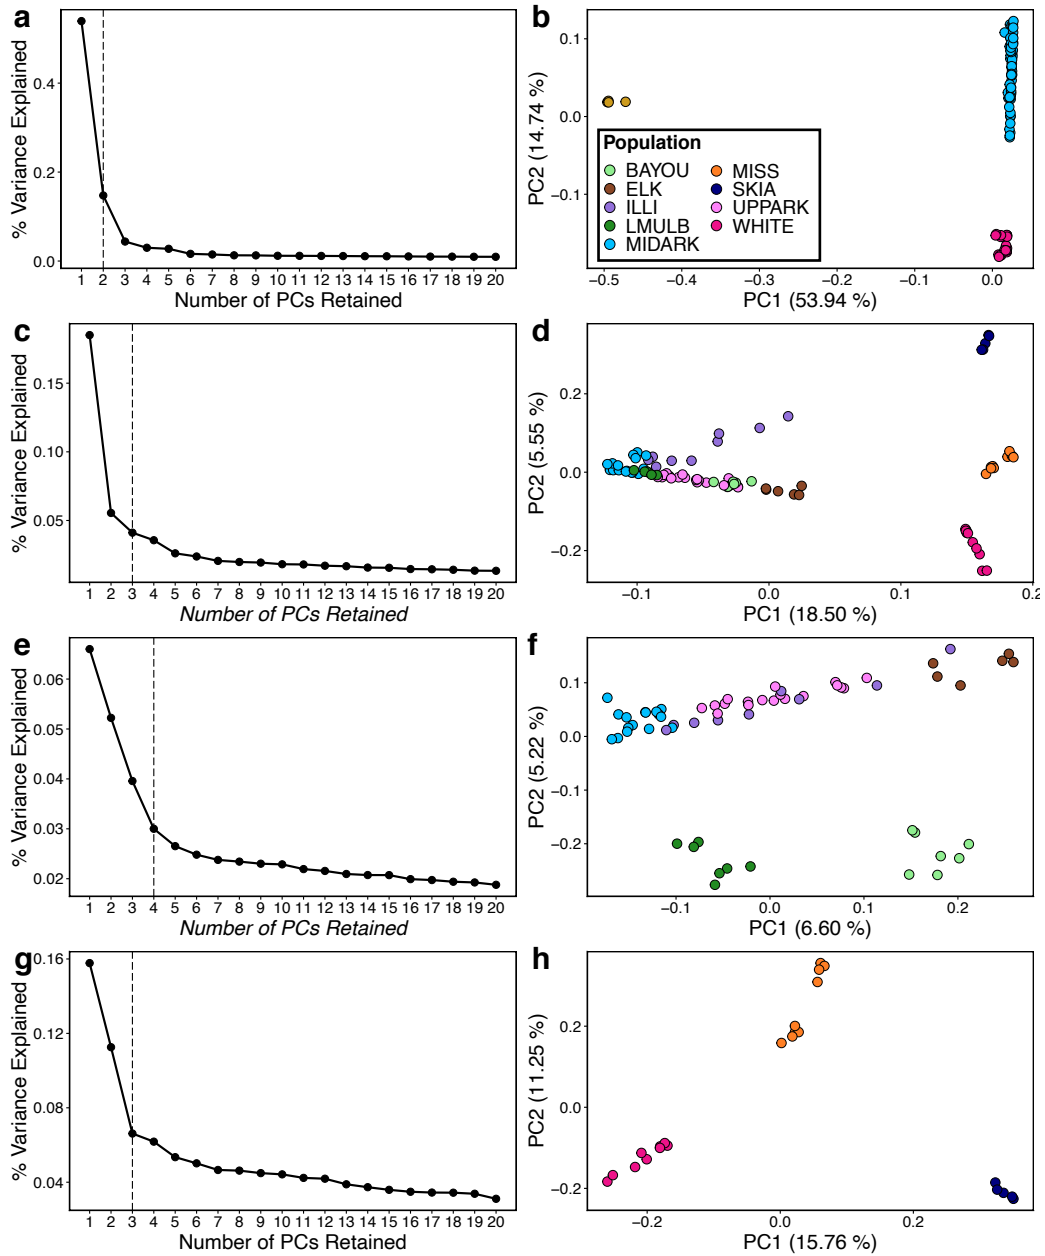 a
% Variance Explained
0.4
0.2
0.0
1 2 3 4 5 6 7 8 9 10 11 12 13 14 15 16 17 18 19 20
Number of PCs Retained
b
PC2 (14.74 %)
0.1
0.0
−0.1
Population
BAYOU MISS
ELK SKIA
ILLI UPPARK
LMULB WHITE
MIDARK
−0.5 −0.4 −0.3 −0.2 −0.1 0.0
PC1 (53.94 %)
c
% Variance Explained
0.15
0.10
0.05
1 2 3 4 5 6 7 8 9 10 11 12 13 14 15 16 17 18 19 20
Number of PCs Retained
d
PC2 (5.55 %)
0.2
0.0
−0.2
−0.1 0.0 0.1 0.2
PC1 (18.50 %)
e
% Variance Explained
0.06
0.05
0.04
0.03
0.02
1 2 3 4 5 6 7 8 9 10 11 12 13 14 15 16 17 18 19 20
Number of PCs Retained
f
PC2 (5.22 %)
0.1
0.0
−0.1
−0.2
−0.1 0.0 0.1 0.2
PC1 (6.60 %)
g
% Variance Explained
0.16
0.12
0.08
0.04
1 2 3 4 5 6 7 8 9 10 11 12 13 14 15 16 17 18 19 20
Number of PCs Retained
h
PC2 (11.25 %)
0.2
0.0
−0.2
−0.2 0.0 0.2
PC1 (15.76 %)